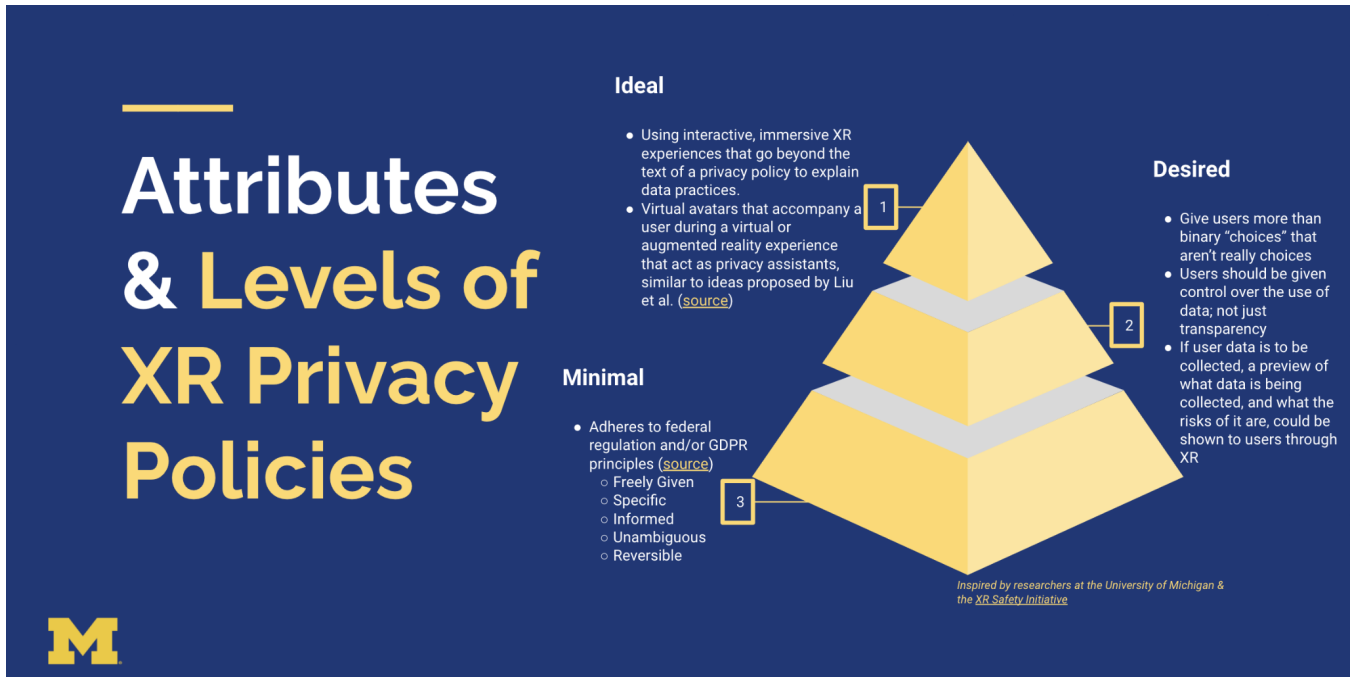 Attributes
& Levels of
XR Privacy
Policies
Ideal
● Using interactive, immersive XR
experiences that go beyond the
text of a privacy policy to explain
data practices.
● Virtual avatars that accompany a
user during a virtual or
augmented reality experience
that act as privacy assistants,
similar to ideas proposed by Liu
et al. (source)
1
Desired
● Give users more than
binary “choices” that
aren’t really choices
● Users should be given
control over the use of
data; not just
transparency
● If user data is to be
collected, a preview of
what data is being
collected, and what the
risks of it are, could be
shown to users through
XR
2
Minimal
● Adheres to federal
regulation and/or GDPR
principles (source)
○ Freely Given
○ Specific
○ Informed
○ Unambiguous
○ Reversible
3
Inspired by researchers at the University of Michigan &
the XR Safety Initiative
M